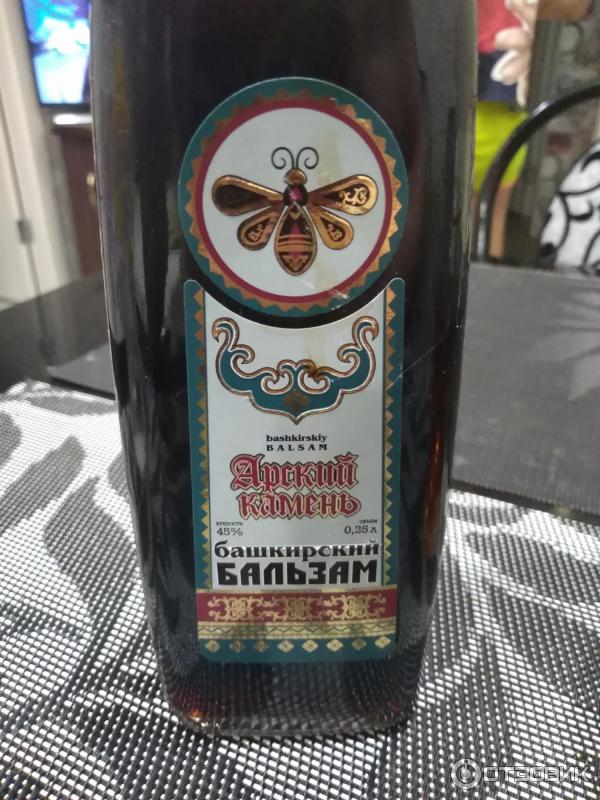 bashkirskiy
BALSAM
Арский
камень
крепость объем
45% 0,25 л
башкирский
БАЛЬЗАМ
ОТЗОВИК